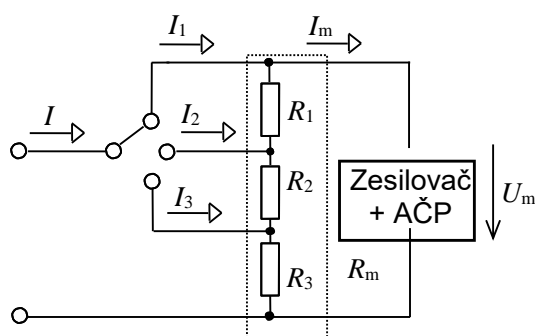 I₁
Iₘ
I
I₂
R₁
I₃
R₂
Zesilovač
+ AČP
Uₘ
R₃
Rₘ